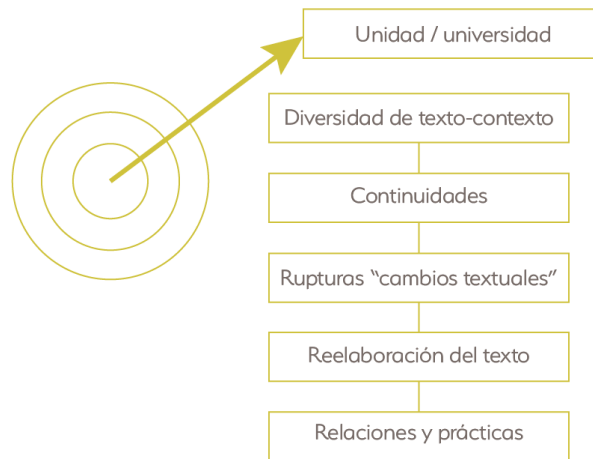 Unidad / universidad
Diversidad de texto-contexto
Continuidades
Rupturas “cambios textuales”
Reelaboración del texto
Relaciones y prácticas